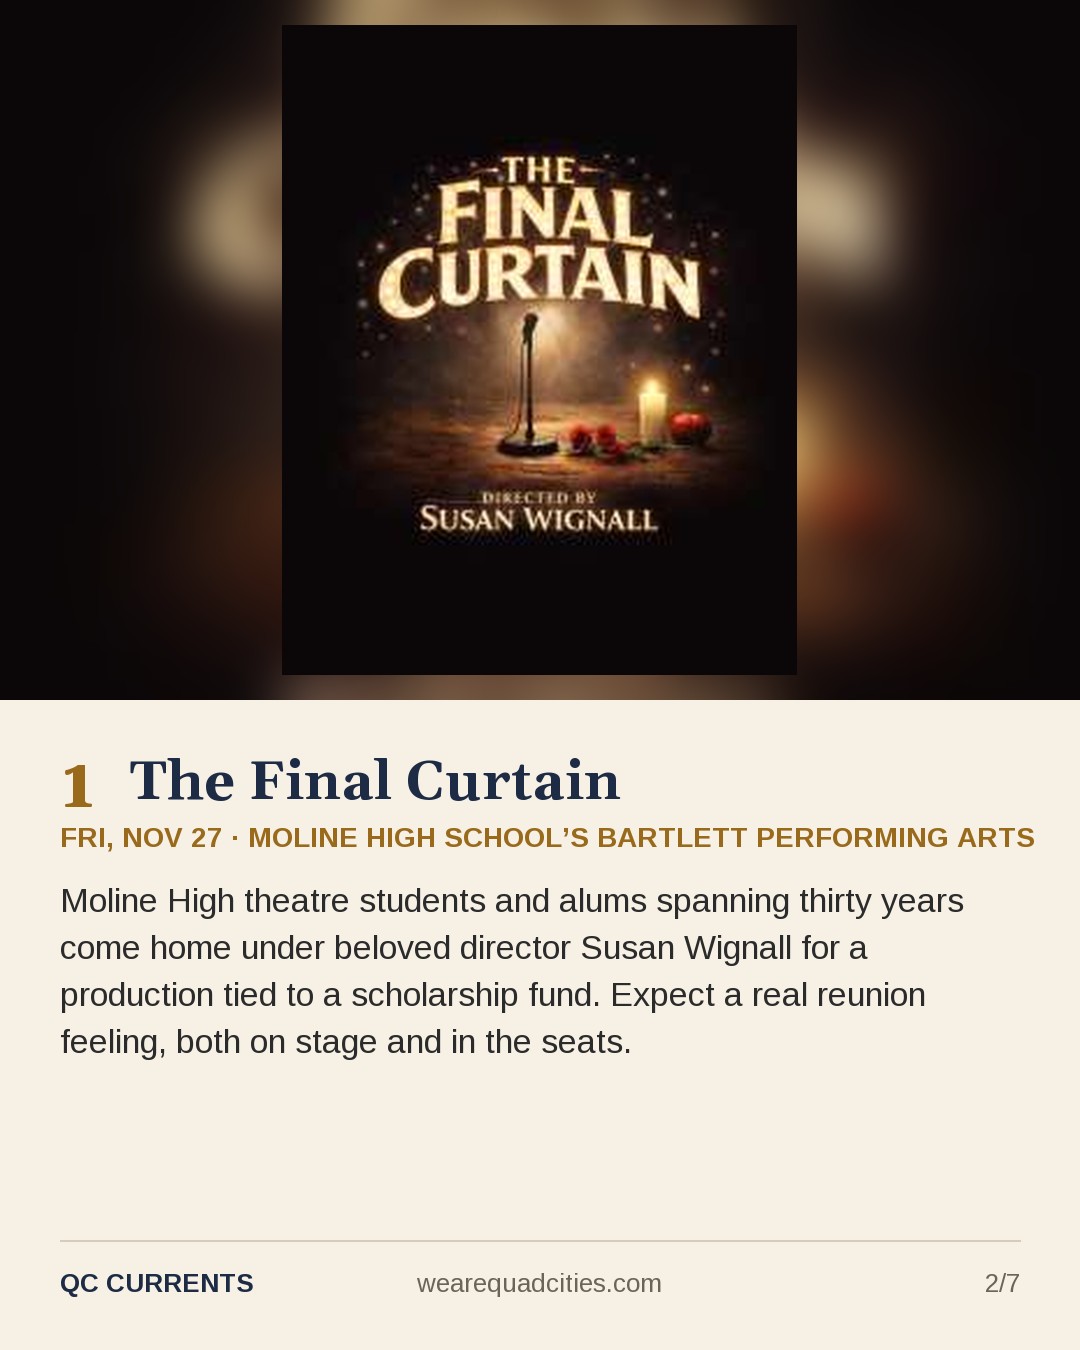 THE
FINAL
CURTAIN
DIRECTED BY
SUSAN WIGNALL
1 The Final Curtain
FRI, NOV 27 · MOLINE HIGH SCHOOL’S BARTLETT PERFORMING ARTS
Moline High theatre students and alums spanning thirty years
come home under beloved director Susan Wignall for a
production tied to a scholarship fund. Expect a real reunion
feeling, both on stage and in the seats.
QC CURRENTS wearequadcities.com 2/7